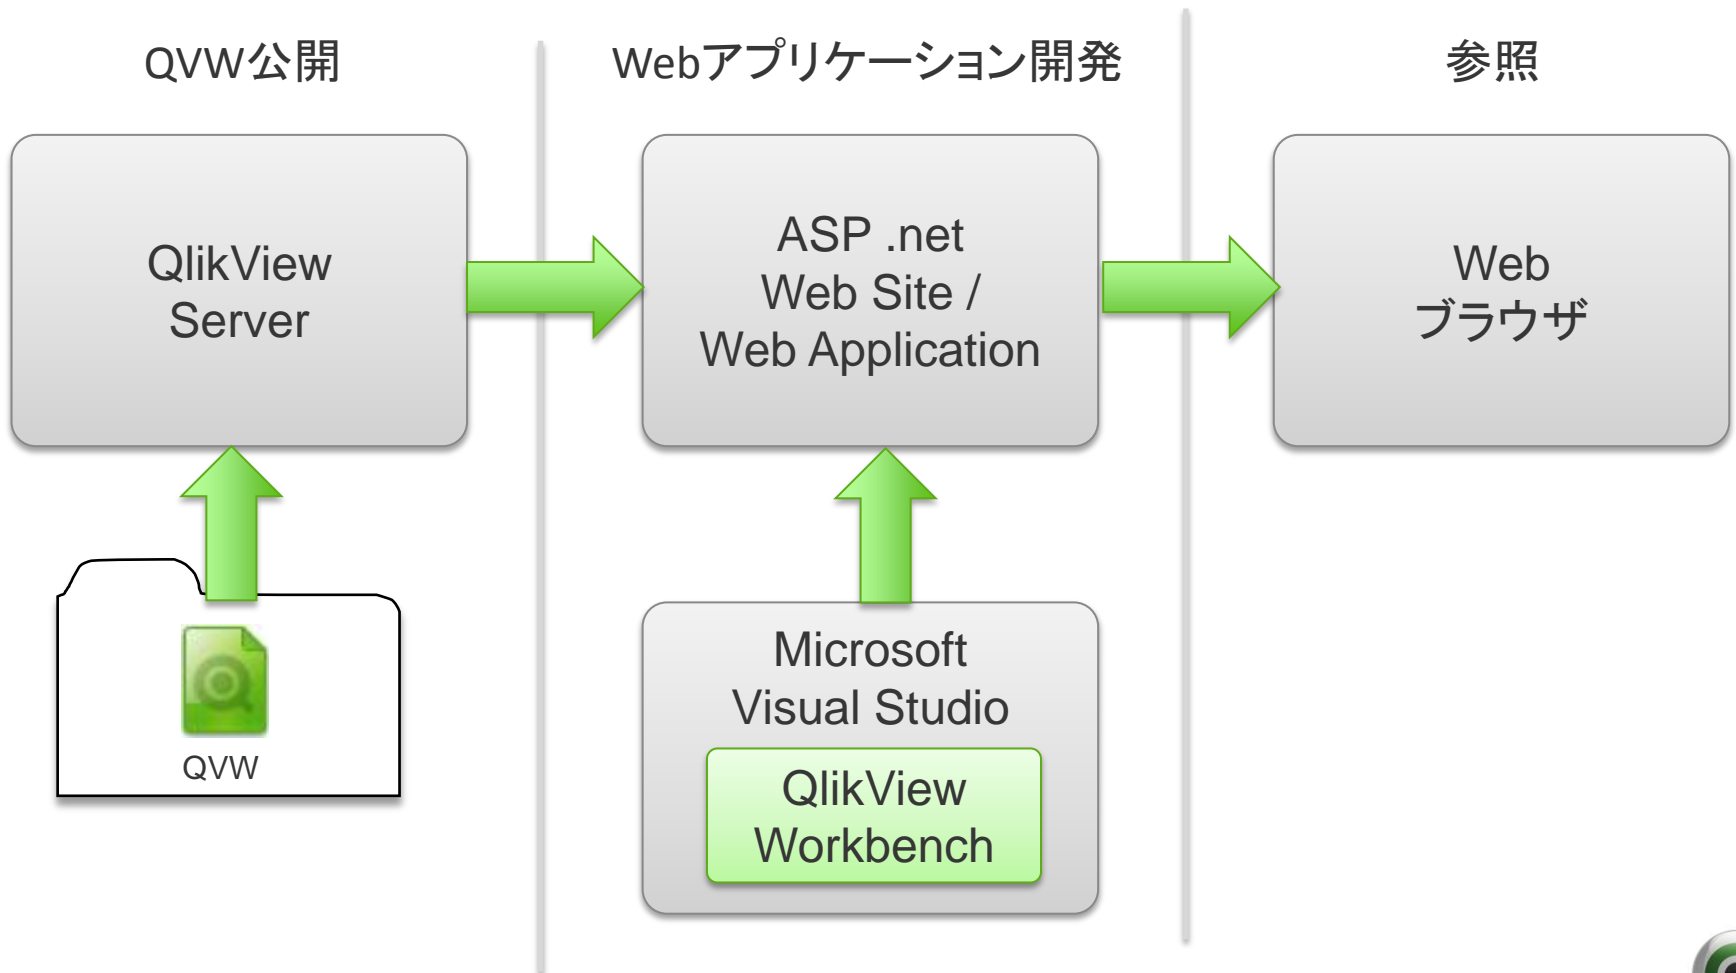 QVW公開
Webアプリケーション開発
参照
QlikView
Server
ASP .net
Web Site /
Web Application
Web
ブラウザ
QVW
Microsoft
Visual Studio
QlikView
Workbench